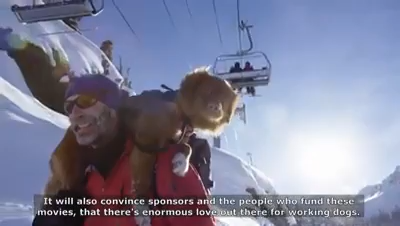 It will also convince sponsors and the people who fund these
movies, that there's enormous love out there for working dogs.